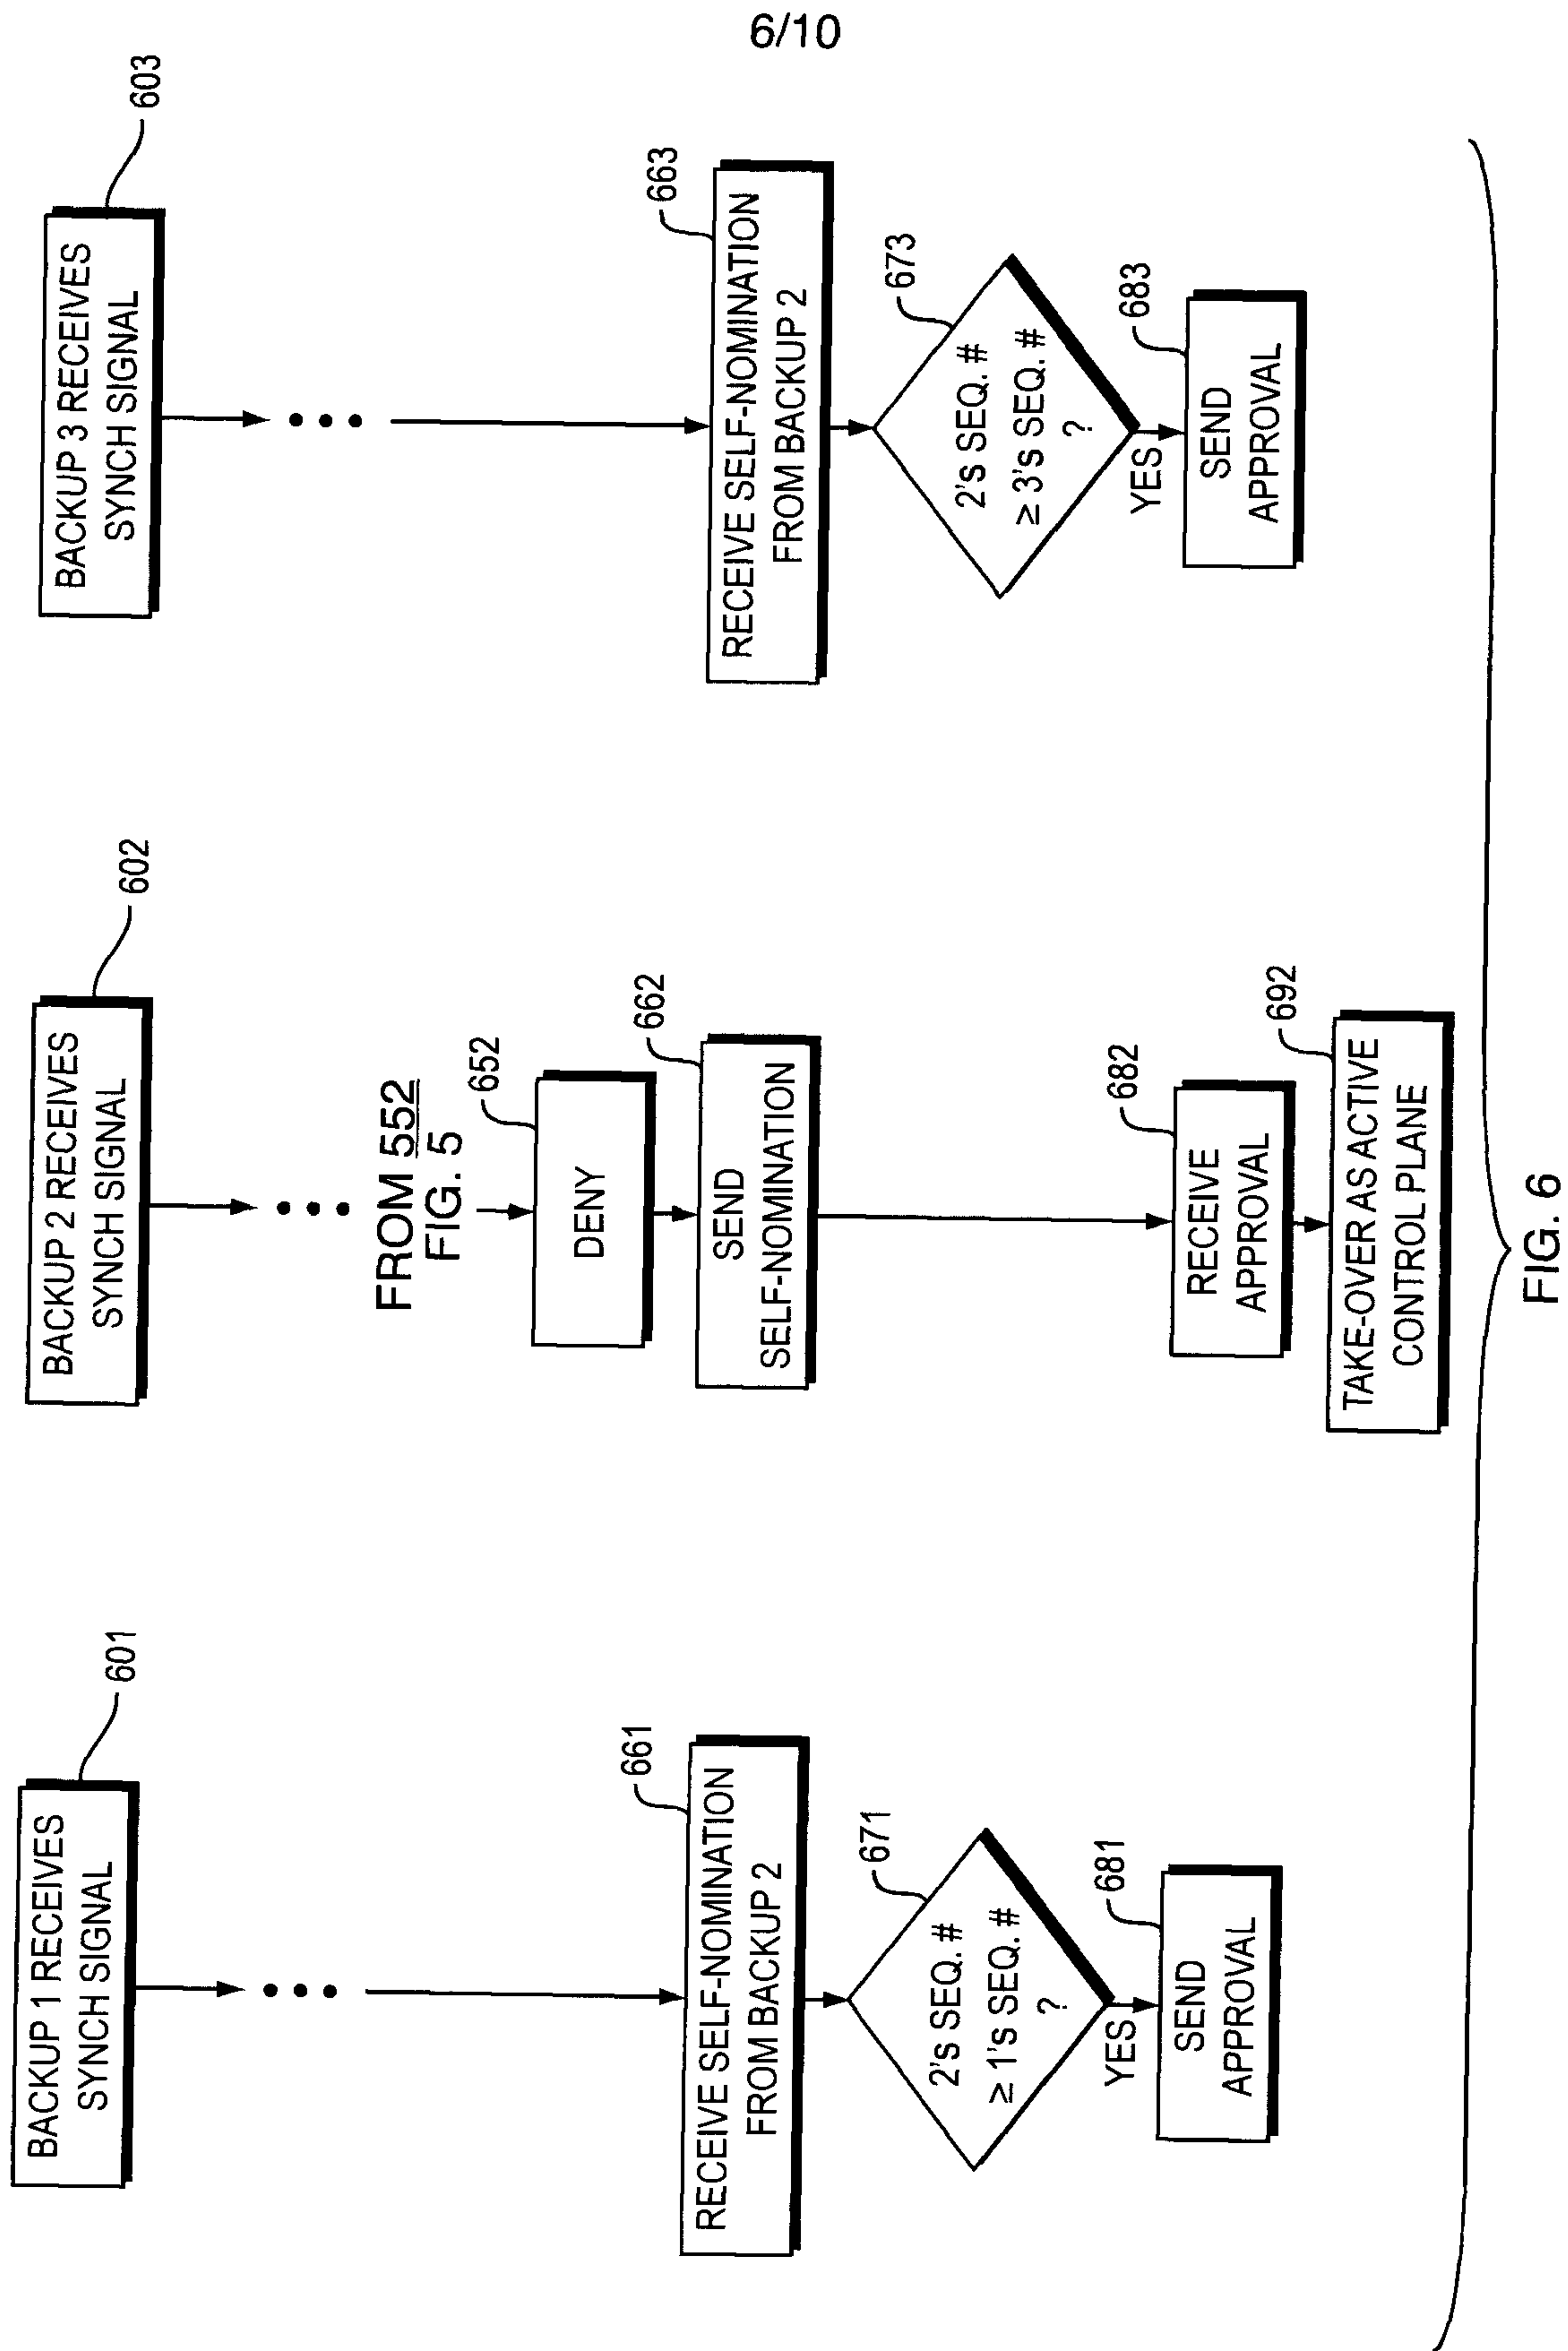 6/10
BACKUP 1 RECEIVES
SYNCH SIGNAL
601
RECEIVE SELF-NOMINATION
FROM BACKUP 2
661
2's SEQ. #
≥ 1's SEQ. #
?
671
YES
SEND
APPROVAL
681
BACKUP 2 RECEIVES
SYNCH SIGNAL
602
FROM 552
FIG. 5
DENY
652
SEND
SELF-NOMINATION
662
RECEIVE
APPROVAL
682
TAKE-OVER AS ACTIVE
CONTROL PLANE
692
BACKUP 3 RECEIVES
SYNCH SIGNAL
603
RECEIVE SELF-NOMINATION
FROM BACKUP 2
663
2's SEQ. #
≥ 3's SEQ. #
?
673
YES
SEND
APPROVAL
683
FIG. 6